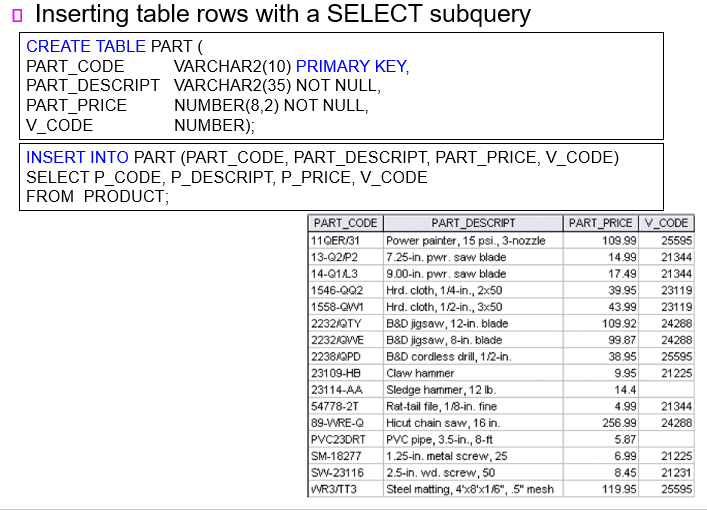 Inserting table rows with a SELECT subquery
CREATE TABLE PART (
PART_CODE VARCHAR2(10) PRIMARY KEY,
PART_DESCRIPT VARCHAR2(35) NOT NULL,
PART_PRICE NUMBER(8,2) NOT NULL,
V_CODE NUMBER);
INSERT INTO PART (PART_CODE, PART_DESCRIPT, PART_PRICE, V_CODE)
SELECT P_CODE, P_DESCRIPT, P_PRICE, V_CODE
FROM PRODUCT;
PART_CODE PART_DESCRIPT PART_PRICE V_CODE
11QER/31 Power painter, 15 psi., 3-nozzle 109.99 25595
13-Q2/P2 7.25-in. pwr. saw blade 14.99 21344
14-Q1/L3 9.00-in. pwr. saw blade 17.49 21344
1546-QQ2 Hrd. cloth, 1/4-in., 2x50 39.95 23119
1558-QW1 Hrd. cloth, 1/2-in., 3x50 43.99 23119
2232/QTY B&D jigsaw, 12-in. blade 109.92 24288
2232/QWE B&D jigsaw, 8-in. blade 99.87 24288
2238/QPD B&D cordless drill, 1/2-in. 38.95 25595
23109-HB Claw hammer 9.95 21225
23114-AA Sledge hammer, 12 lb. 14.4
54778-2T Rat-tail file, 1/8-in. fine 4.99 21344
89-WRE-Q Hicut chain saw, 16 in. 256.99 24288
PVC23DRT PVC pipe, 3.5-in., 8-ft 5.87
SM-18277 1.25-in. metal screw, 25 6.99 21225
SW-23116 2.5-in. wd. screw, 50 8.45 21231
WR3/TT3 Steel matting, 4'x8'x1/6", .5" mesh 119.95 25595